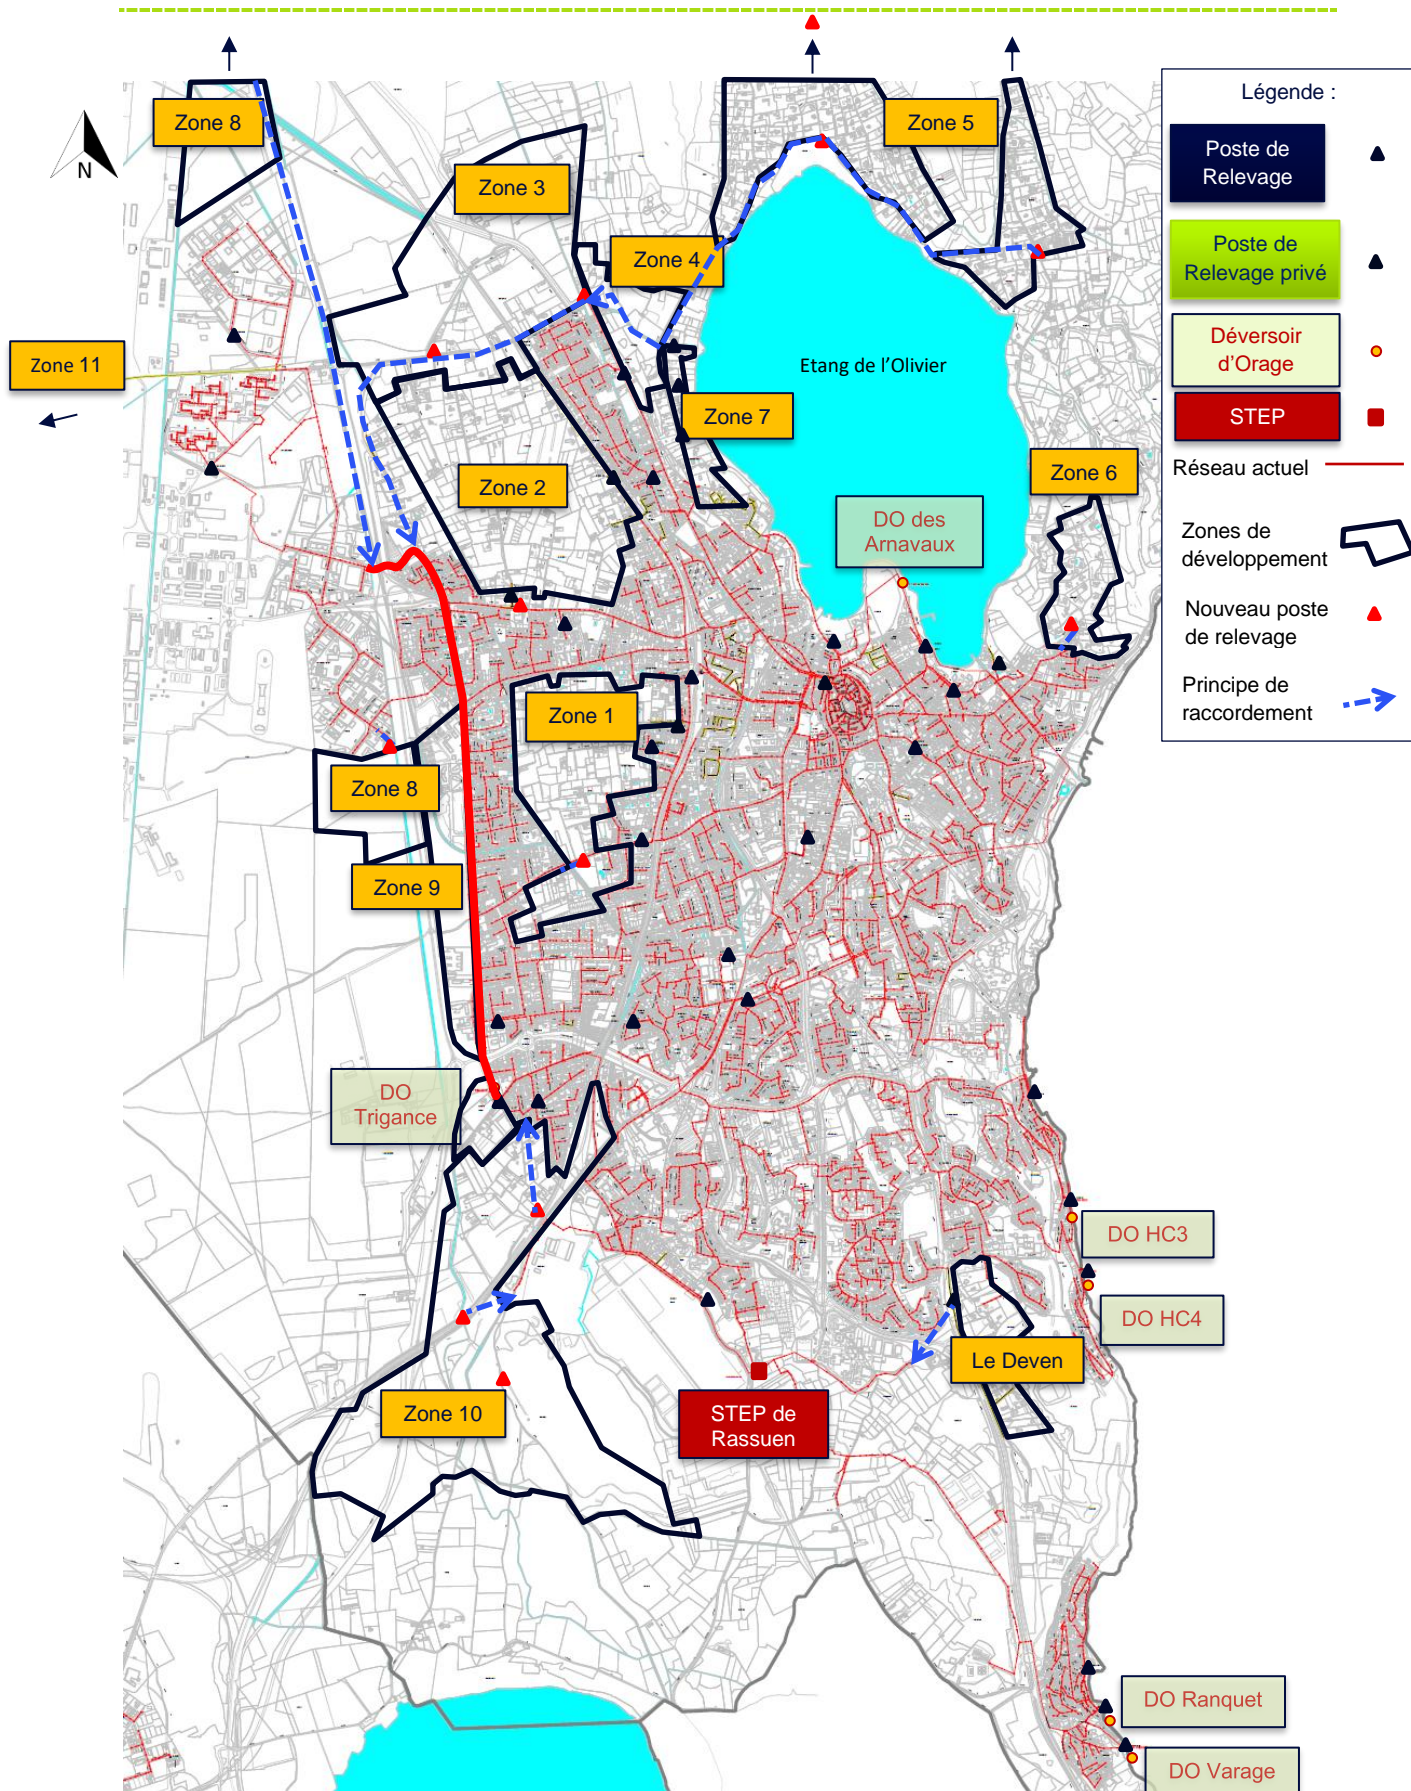 Légende :
Zone 8
Zone 5
N
Poste de
Relevage
Zone 3
Poste de
Relevage privé
Zone 4
Déversoir
d'Orage
Zone 11
Etang de l'Olivier
Zone 7
STEP
Réseau actuel
Zone 2
Zone 6
DO des
Arnavaux
Zones de
développement
Nouveau poste
de relevage
Principe de
raccordement
Zone 1
Zone 8
Zone 9
DO
Trigance
DO HC3
DO HC4
Le Deven
Zone 10
STEP de
Rassuen
DO Ranquet
DO Varage